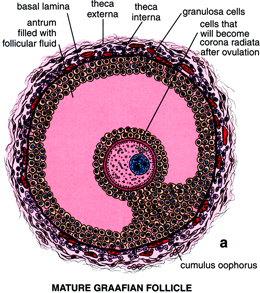 basal lamina
theca
externa
theca
interna
granulosa cells
antrum
filled with
follicular fluid
cells that
will become
corona radiata
after ovulation
a
cumulus oophorus
MATURE GRAAFIAN FOLLICLE